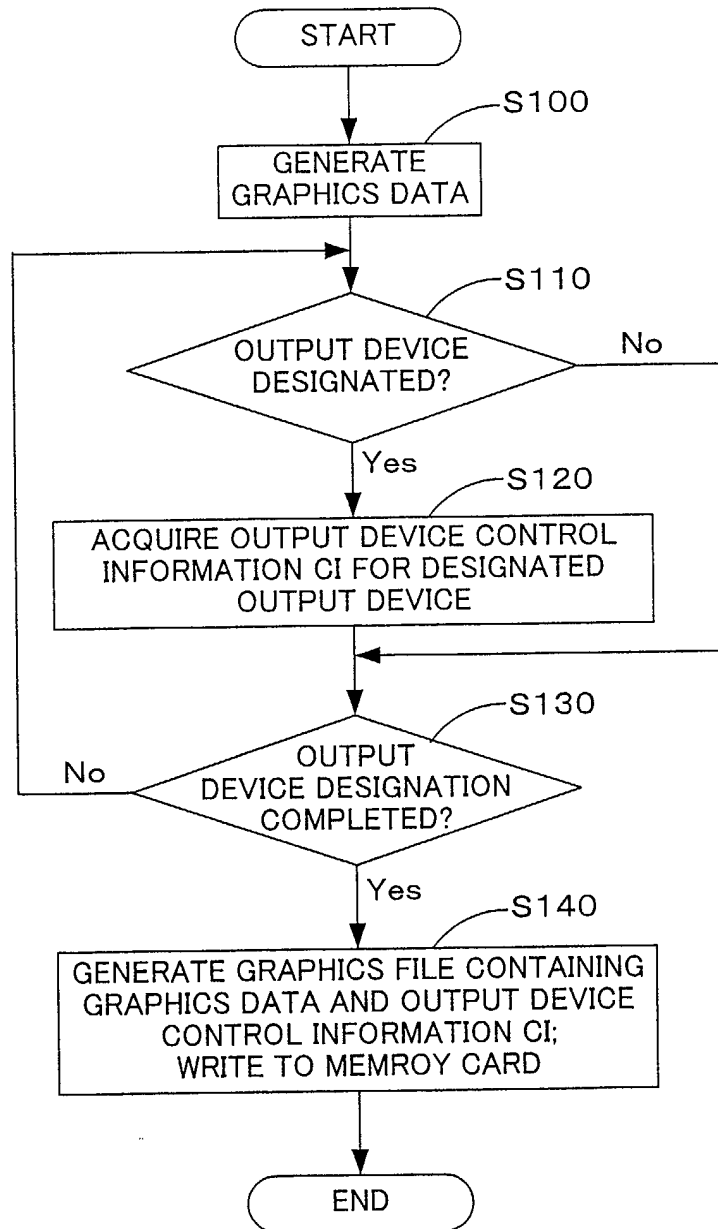 START
S100
GENERATE
GRAPHICS DATA
S110
OUTPUT DEVICE
DESIGNATED?
No
Yes
S120
ACQUIRE OUTPUT DEVICE CONTROL
INFORMATION CI FOR DESIGNATED
OUTPUT DEVICE
S130
OUTPUT
DEVICE DESIGNATION
COMPLETED?
No
Yes
S140
GENERATE GRAPHICS FILE CONTAINING
GRAPHICS DATA AND OUTPUT DEVICE
CONTROL INFORMATION CI;
WRITE TO MEMROY CARD
END